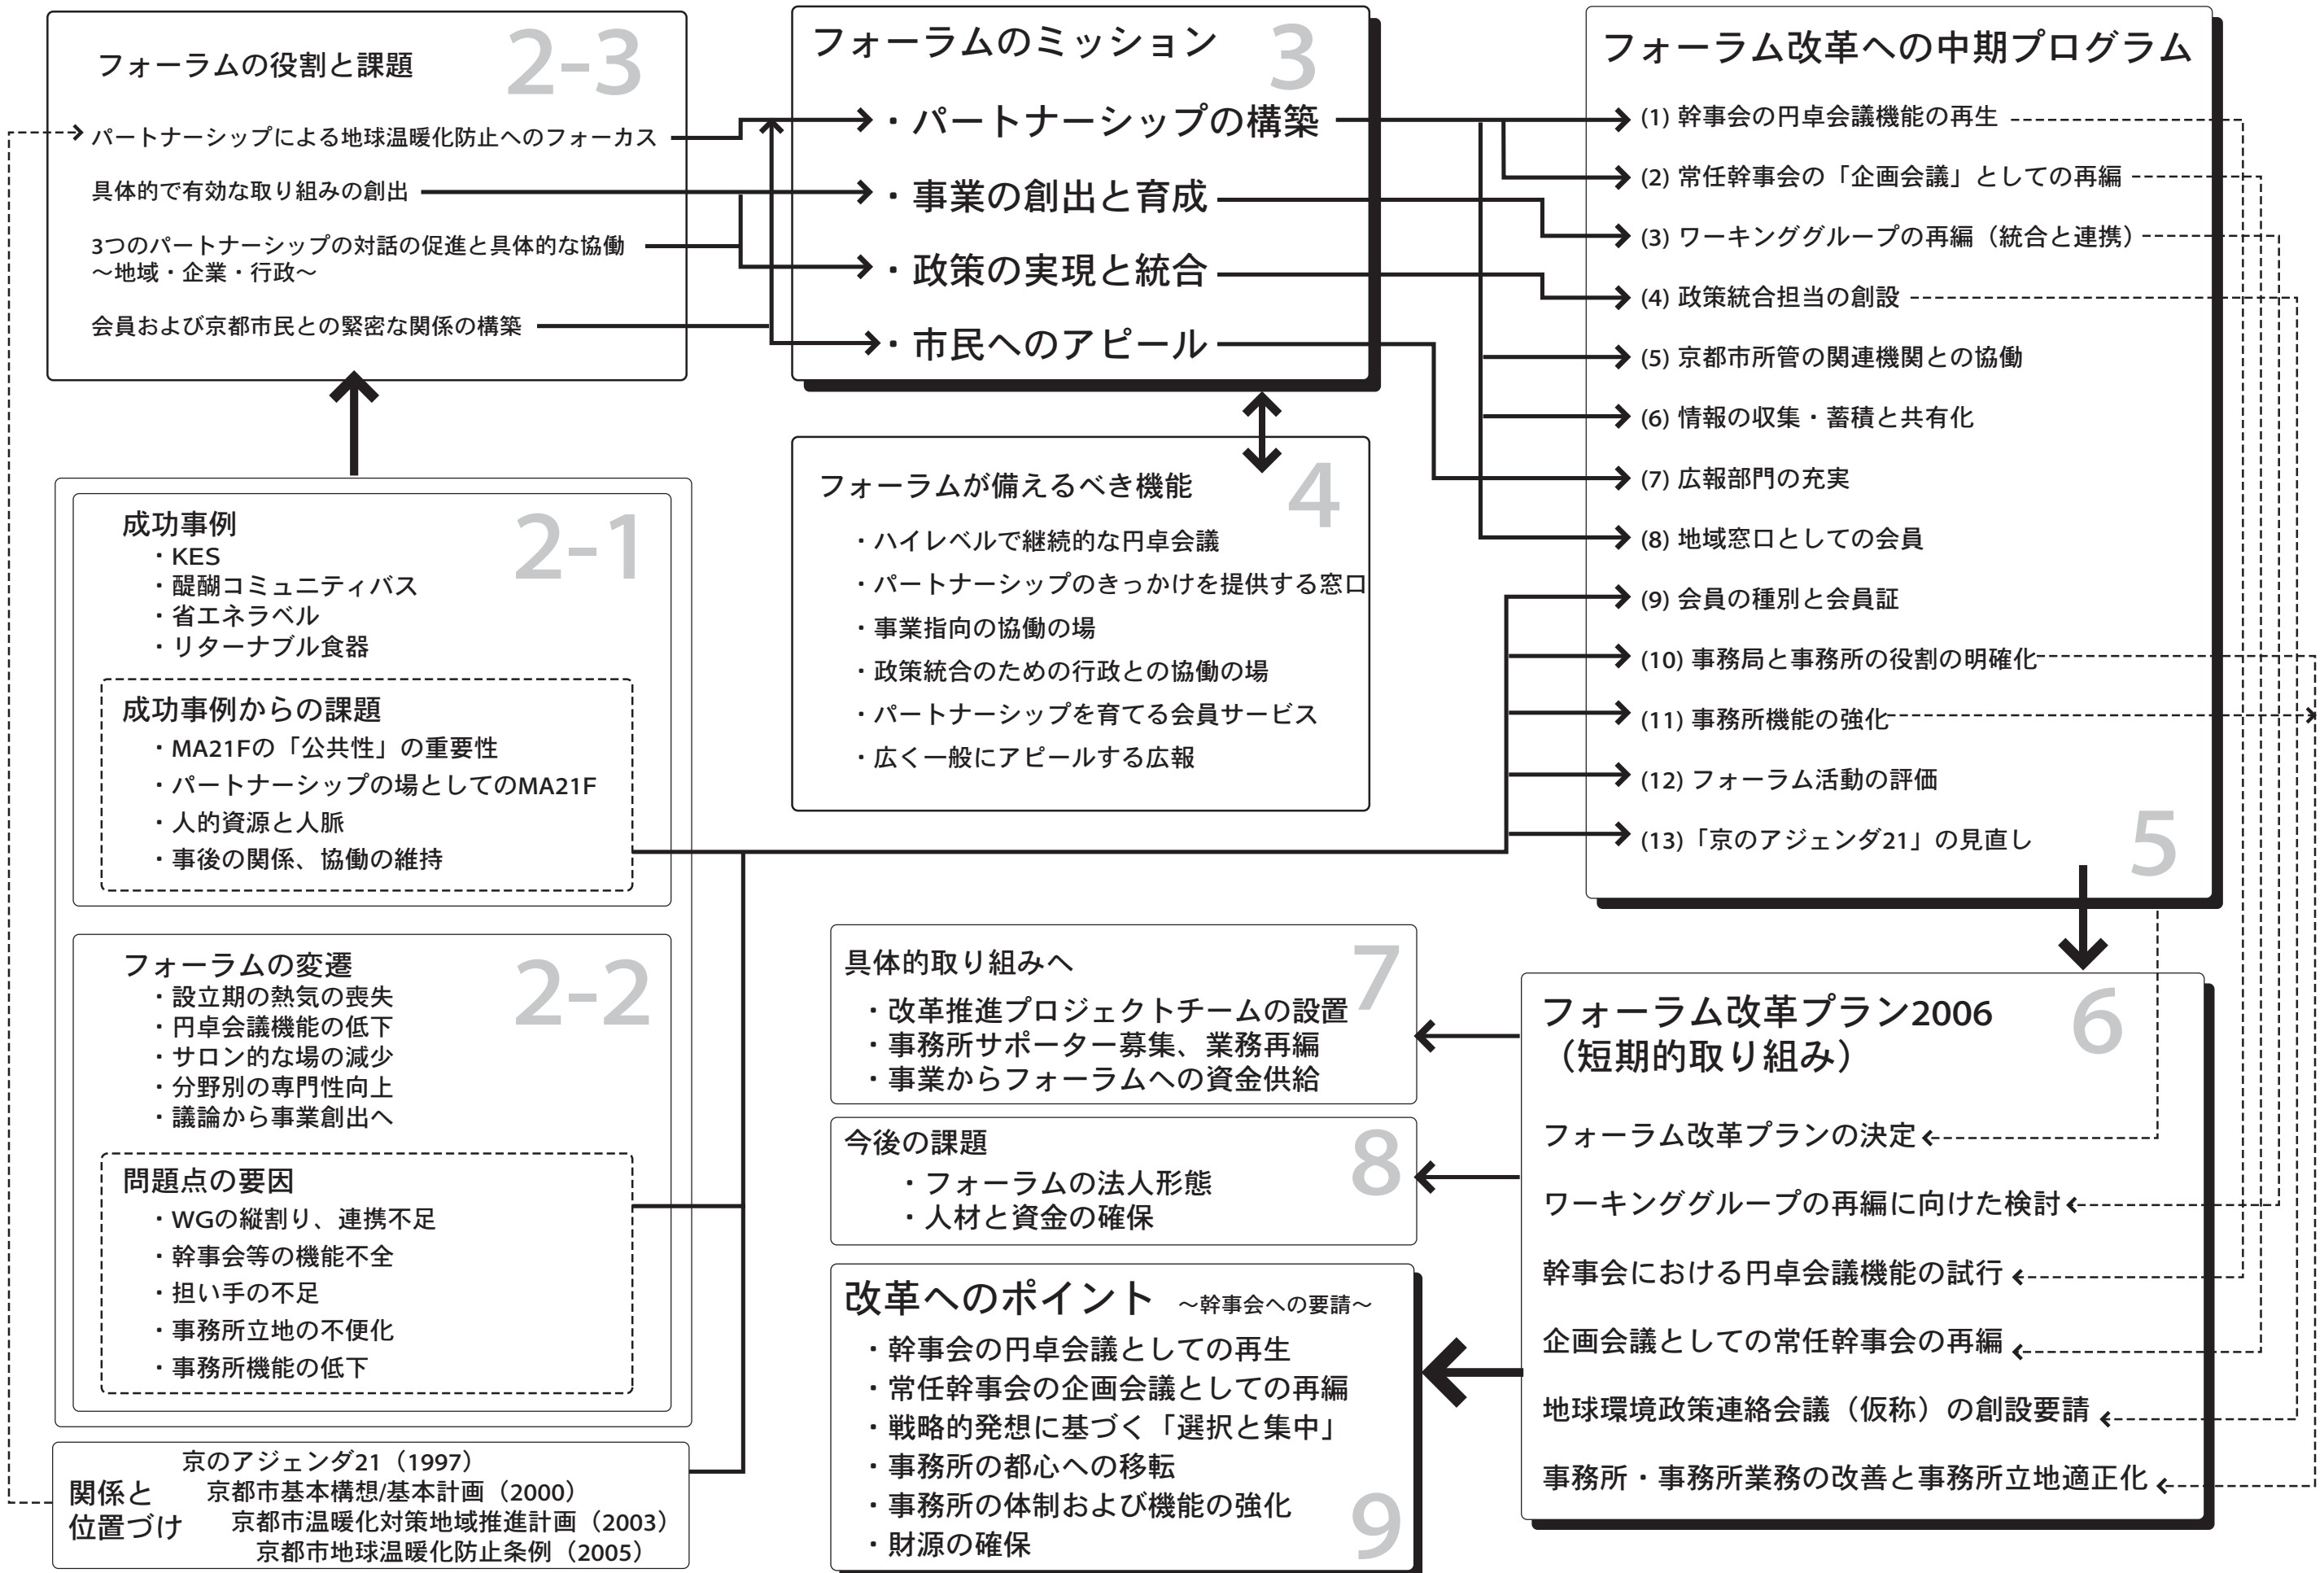 2-3
フォーラムの役割と課題
パートナーシップによる地球温暖化防止へのフォーカス
具体的で有効な取り組みの創出
3つのパートナーシップの対話の促進と具体的な協働
～地域・企業・行政～
会員および京都市民との緊密な関係の構築
2-1
成功事例
・KES
・醍醐コミュニティバス
・省エネラベル
・リターナブル食器
成功事例からの課題
・MA21Fの「公共性」の重要性
・パートナーシップの場としてのMA21F
・人的資源と人脈
・事後の関係、協働の維持
2-2
フォーラムの変遷
・設立期の熱気の喪失
・円卓会議機能の低下
・サロン的な場の減少
・分野別の専門性向上
・議論から事業創出へ
問題点の要因
・WGの縦割り、連携不足
・幹事会等の機能不全
・担い手の不足
・事務所立地の不便化
・事務所機能の低下
関係と
位置づけ
京のアジェンダ21（1997）
京都市基本構想/基本計画（2000）
京都市温暖化対策地域推進計画（2003）
京都市地球温暖化防止条例（2005）
3
フォーラムのミッション
・パートナーシップの構築
・事業の創出と育成
・政策の実現と統合
・市民へのアピール
4
フォーラムが備えるべき機能
・ハイレベルで継続的な円卓会議
・パートナーシップのきっかけを提供する窓口
・事業指向の協働の場
・政策統合のための行政との協働の場
・パートナーシップを育てる会員サービス
・広く一般にアピールする広報
フォーラム改革への中期プログラム
(1) 幹事会の円卓会議機能の再生
(2) 常任幹事会の「企画会議」としての再編
(3) ワーキンググループの再編（統合と連携）
(4) 政策統合担当の創設
(5) 京都市所管の関連機関との協働
(6) 情報の収集・蓄積と共有化
(7) 広報部門の充実
(8) 地域窓口としての会員
(9) 会員の種別と会員証
(10) 事務局と事務所の役割の明確化
(11) 事務所機能の強化
(12) フォーラム活動の評価
(13)「京のアジェンダ21」の見直し
5
6
フォーラム改革プラン2006
（短期的取り組み）
フォーラム改革プランの決定
ワーキンググループの再編に向けた検討
幹事会における円卓会議機能の試行
企画会議としての常任幹事会の再編
地球環境政策連絡会議（仮称）の創設要請
事務所・事務所業務の改善と事務所立地適正化
7
具体的取り組みへ
・改革推進プロジェクトチームの設置
・事務所サポーター募集、業務再編
・事業からフォーラムへの資金供給
8
今後の課題
・フォーラムの法人形態
・人材と資金の確保
改革へのポイント ～幹事会への要請～
・幹事会の円卓会議としての再生
・常任幹事会の企画会議としての再編
・戦略的発想に基づく「選択と集中」
・事務所の都心への移転
・事務所の体制および機能の強化
・財源の確保
9